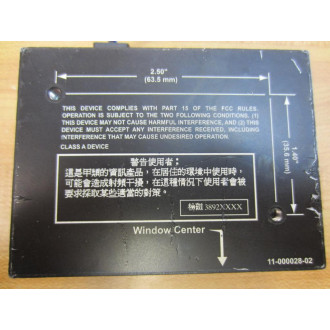 2.50"
(63.5 mm)
THIS DEVICE COMPLIES WITH PART 15 OF THE FCC RULES.
OPERATION IS SUBJECT TO THE TWO FOLLOWING CONDITIONS. (1)
THIS DEVICE MAY NOT CAUSE HARMFUL INTERFERENCE, AND (2) THIS
DEVICE MUST ACCEPT ANY INTERFERENCE RECEIVED, INCLUDING
INTERFERENCE THAT MAY CAUSE UNDESIRED OPERATION.
CLASS A DEVICE
1.40"
(35.6 mm)
警告使用者:
這是甲類的資訊產品,在居住的環境中使用時,
可能會造成射頻干擾,在這種情況下使用者會被
要求採取某些適當的對策。
3892XXXX
Window Center
11-000028-02